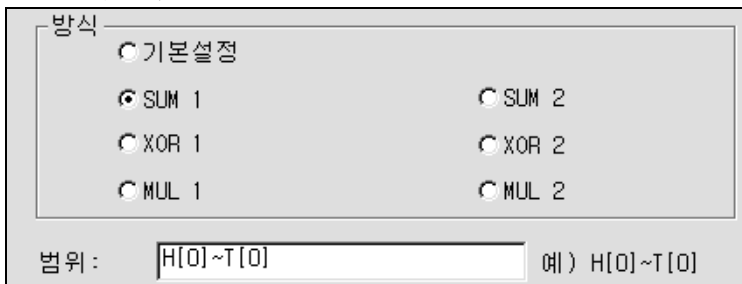 방식
기본설정
SUM 1 SUM 2
XOR 1 XOR 2
MUL 1 MUL 2
범위: H[0]~T[0] 예) H[0]~T[0]